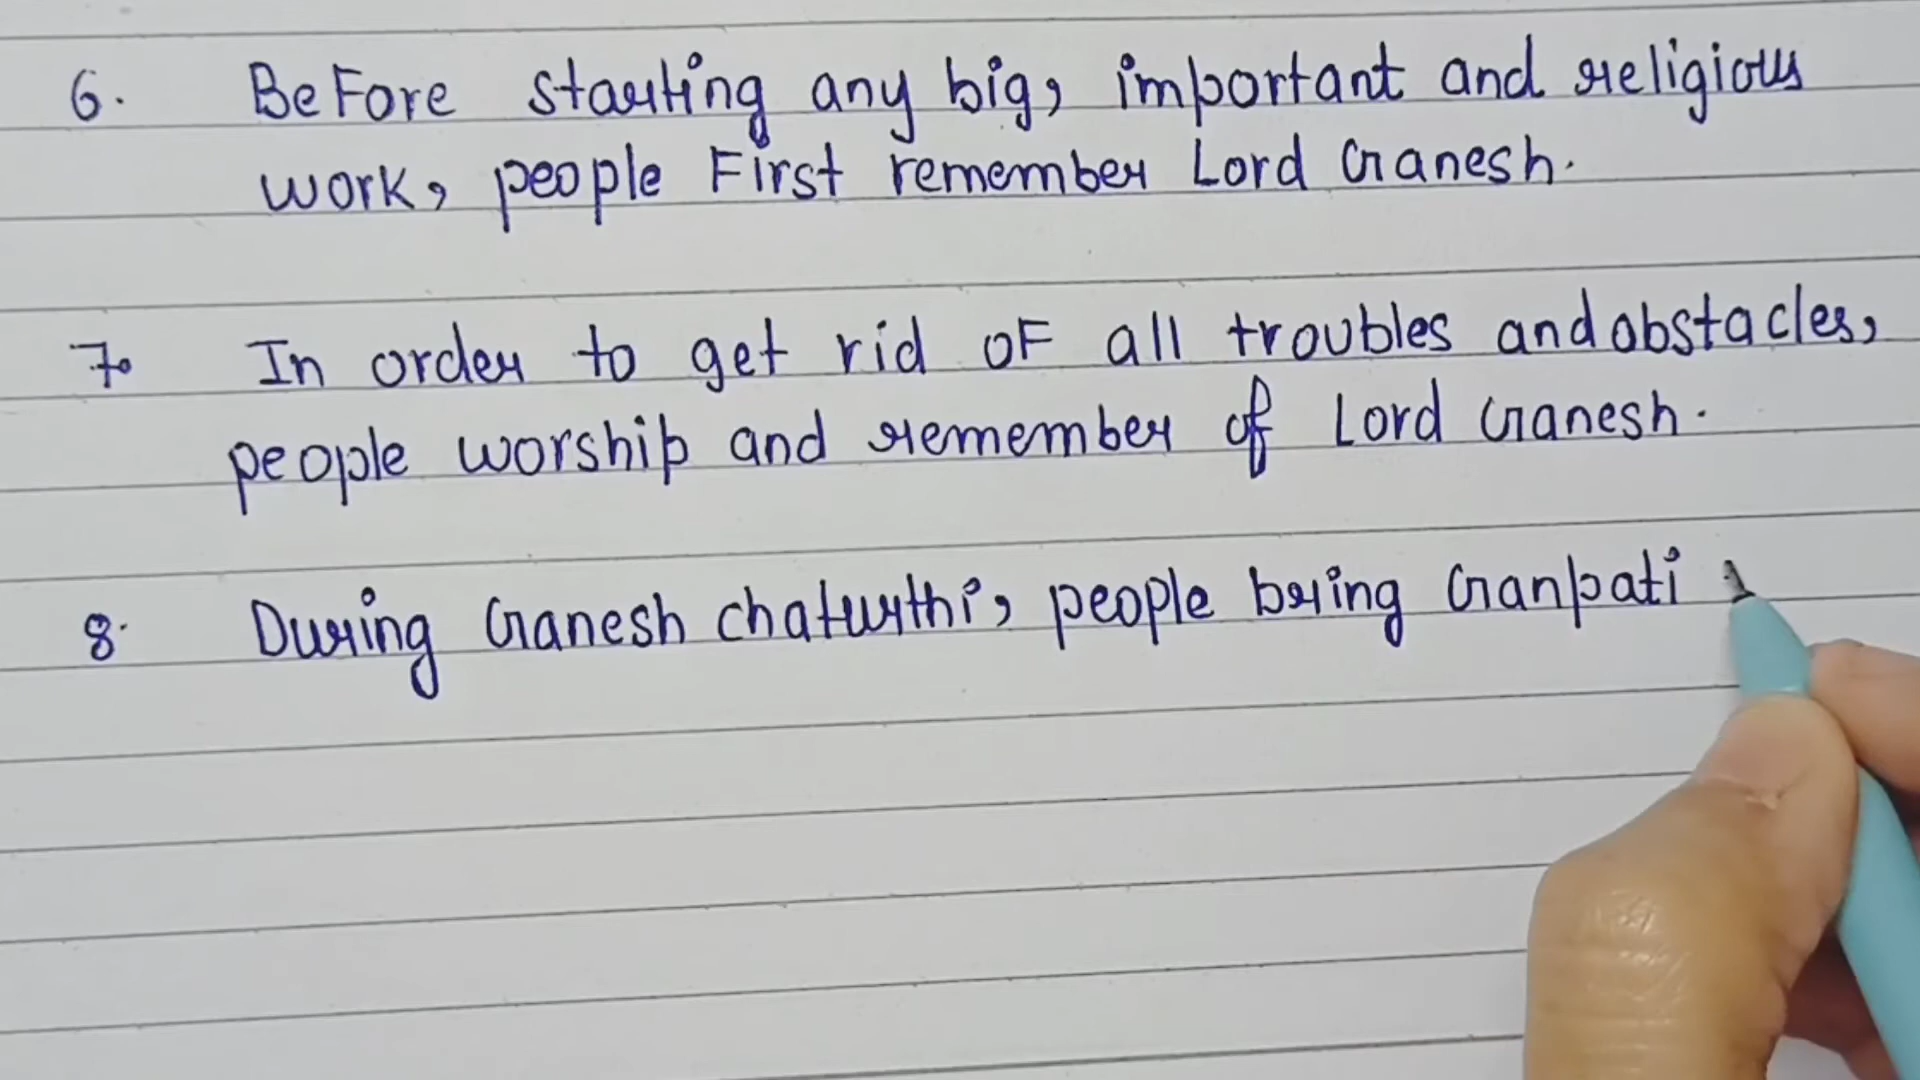 6. Before starting any big, important and religious
work, people First remember Lord Ganesh.
7. In order to get rid of all troubles and obstacles,
people worship and remember of Lord Ganesh.
8. During Ganesh chaturthi, people bring Ganpati